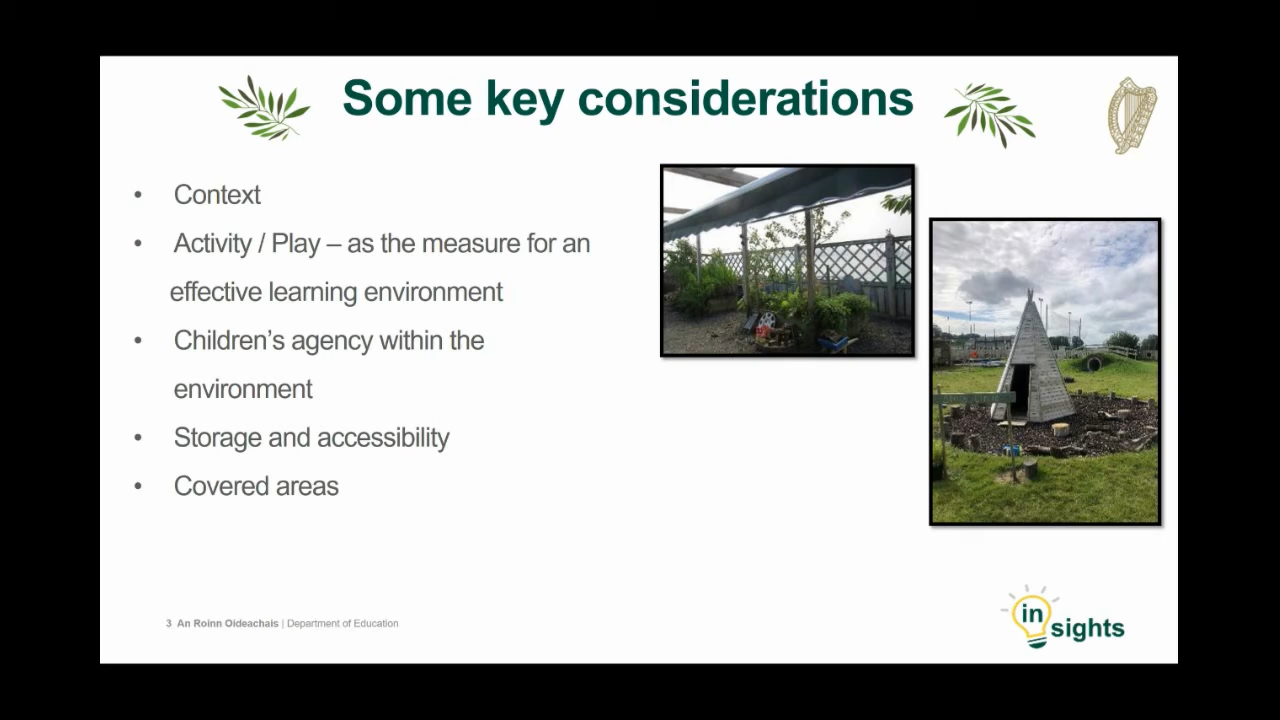 Some key considerations
• Context
• Activity / Play – as the measure for an
effective learning environment
• Children’s agency within the
environment
• Storage and accessibility
• Covered areas
3 An Roinn Oideachais | Department of Education
in
sights